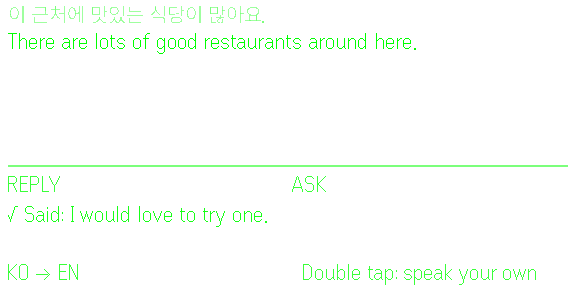 이 근처에 맛있는 식당이 많아요.
There are lots of good restaurants around here.
REPLY ASK
√ Said: I would love to try one.
KO → EN Double tap: speak your own